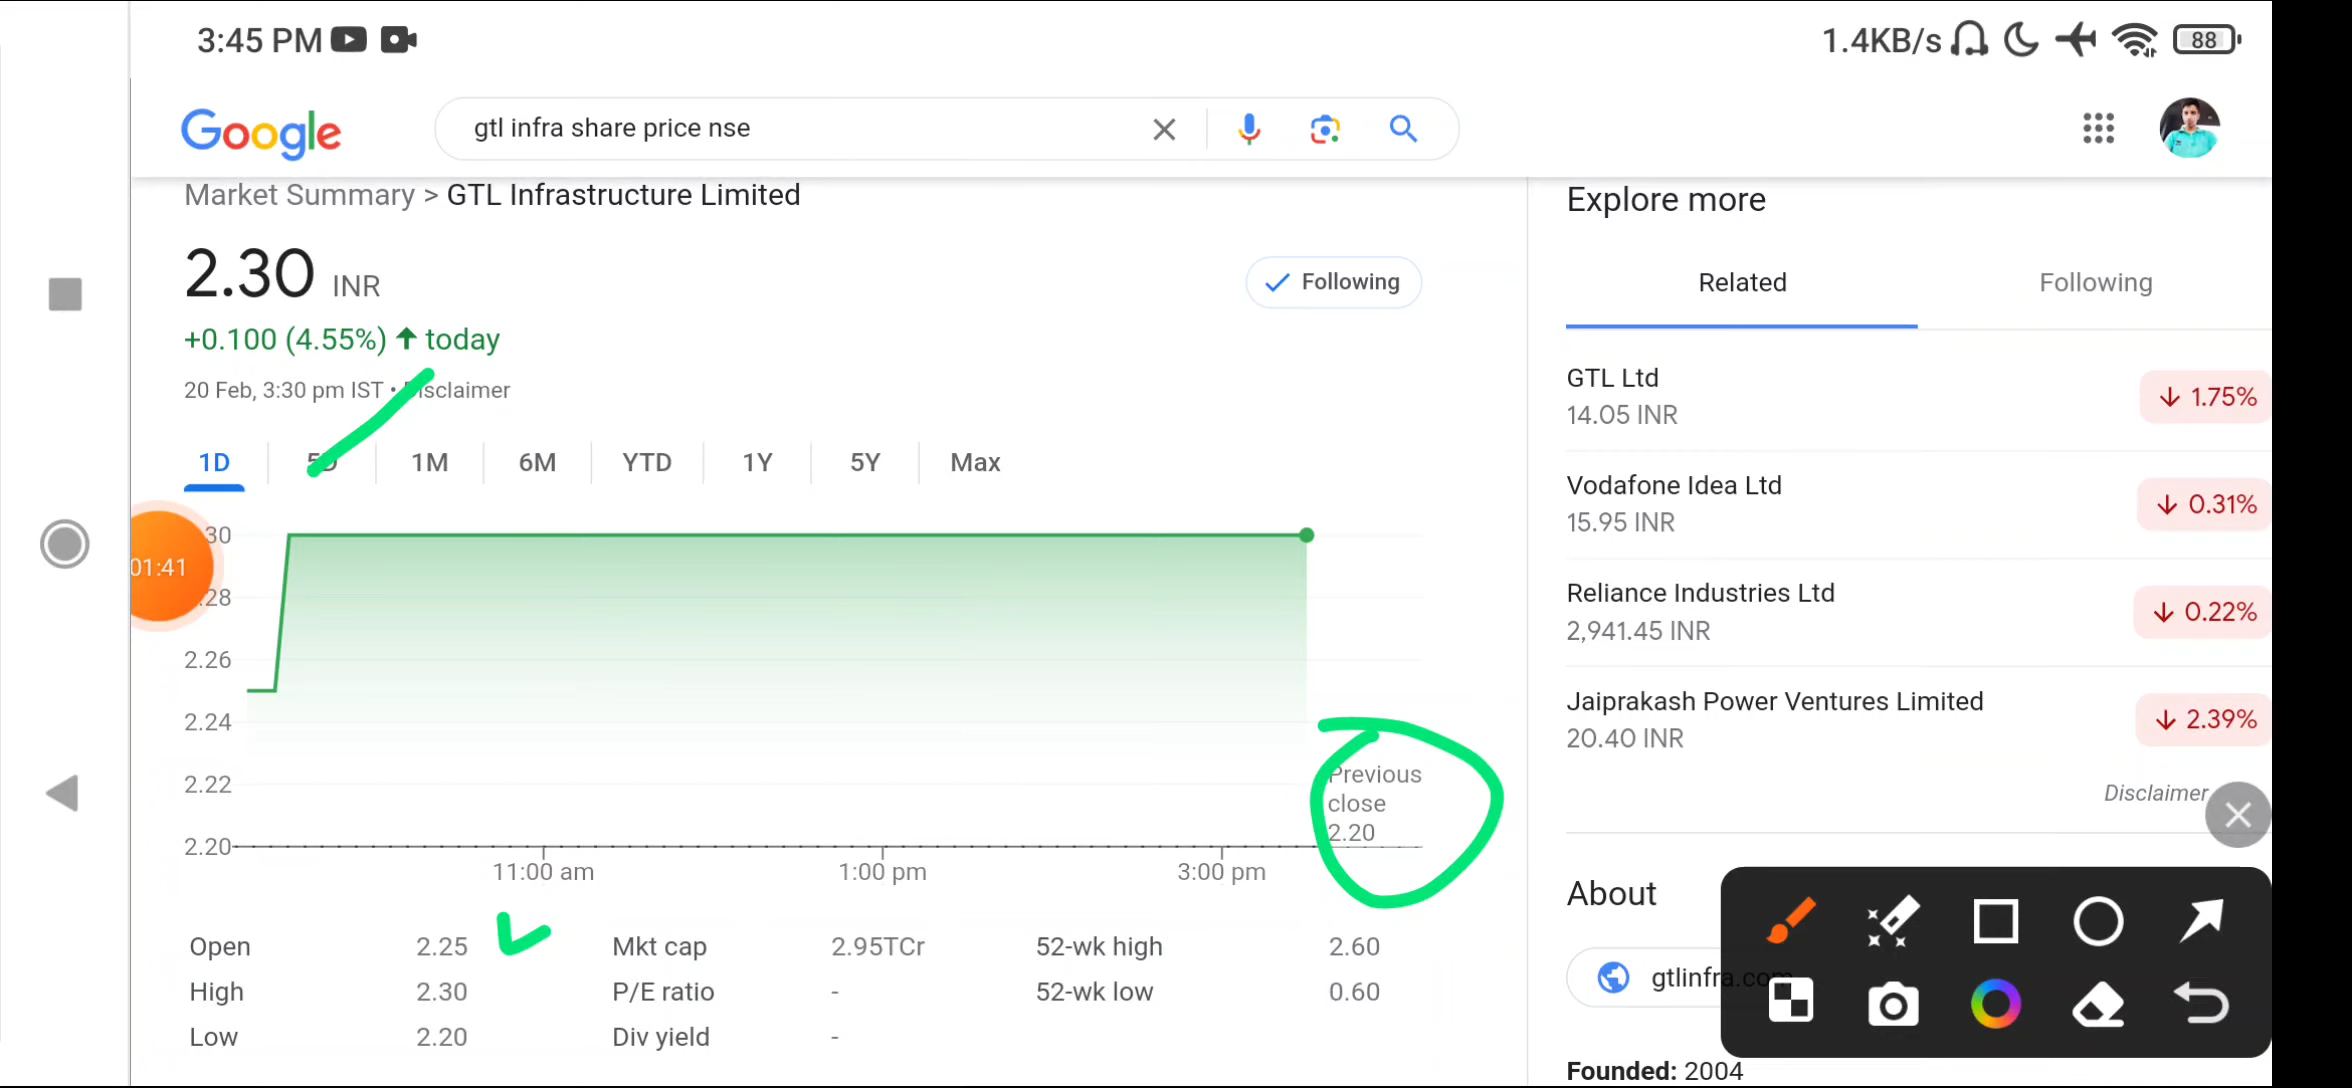 3:45 PM
1.4KB/s
88
Google
gtl infra share price nse
Market Summary > GTL Infrastructure Limited
2.30 INR
Following
+0.100 (4.55%) ↑ today
20 Feb, 3:30 pm IST • Disclaimer
1D 5D 1M 6M YTD 1Y 5Y Max
01:41
.30
.28
2.26
2.24
2.22
2.20
Previous
close
2.20
11:00 am 1:00 pm 3:00 pm
Open 2.25 Mkt cap 2.95TCr 52-wk high 2.60
High 2.30 P/E ratio - 52-wk low 0.60
Low 2.20 Div yield -
Explore more
Related Following
GTL Ltd
14.05 INR
↓ 1.75%
Vodafone Idea Ltd
15.95 INR
↓ 0.31%
Reliance Industries Ltd
2,941.45 INR
↓ 0.22%
Jaiprakash Power Ventures Limited
20.40 INR
↓ 2.39%
Disclaimer
About
gtlinfra.com
Founded: 2004